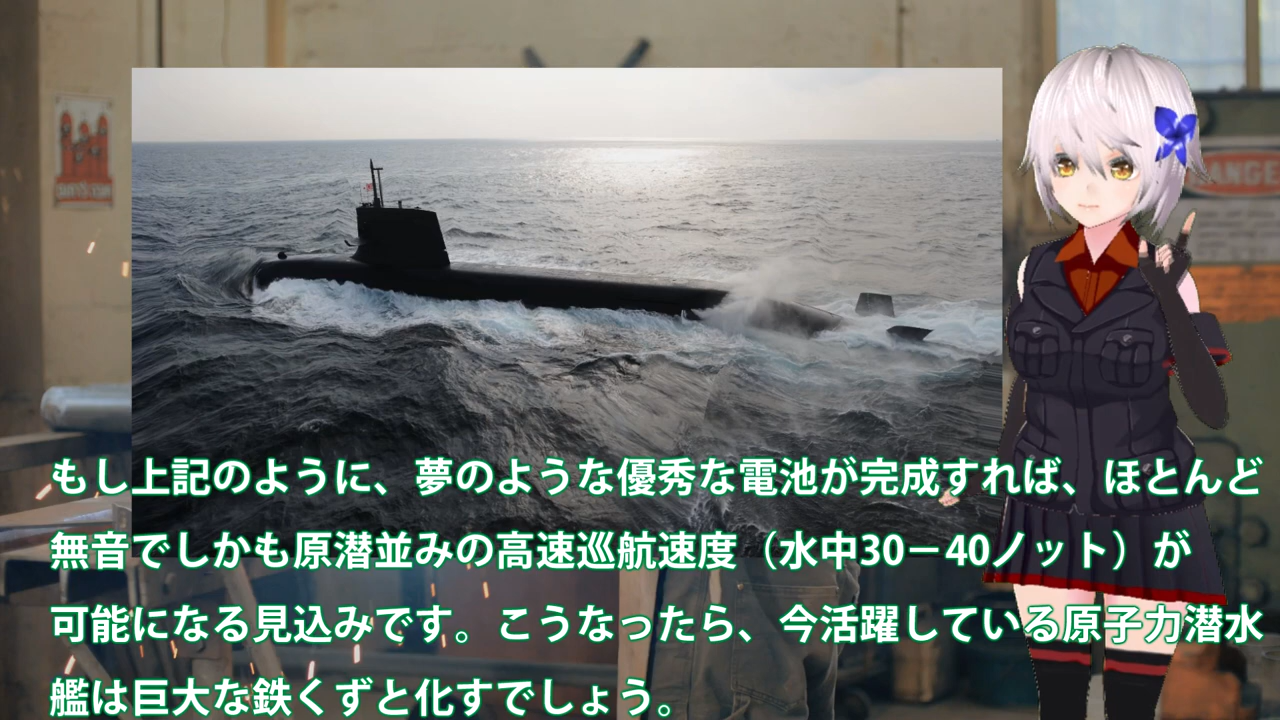 DANGE
もし上記のように、夢のような優秀な電池が完成すれば、ほとんど
無音でしかも原潜並みの高速巡航速度（水中30－40ノット）が
可能になる見込みです。こうなったら、今活躍している原子力潜水
艦は巨大な鉄くずと化すでしょう。